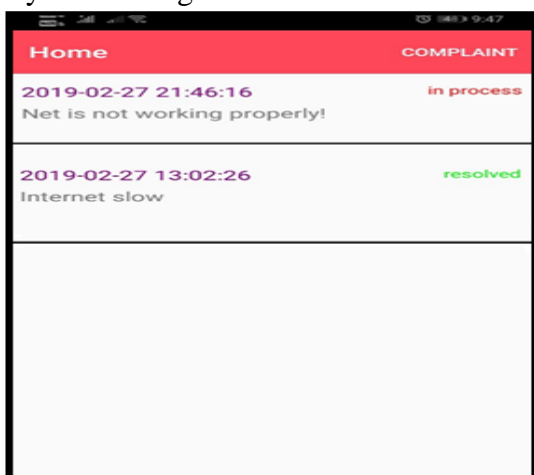 9:47
Home COMPLAINT
2019-02-27 21:46:16 in process
Net is not working properly!
2019-02-27 13:02:26 resolved
Internet slow